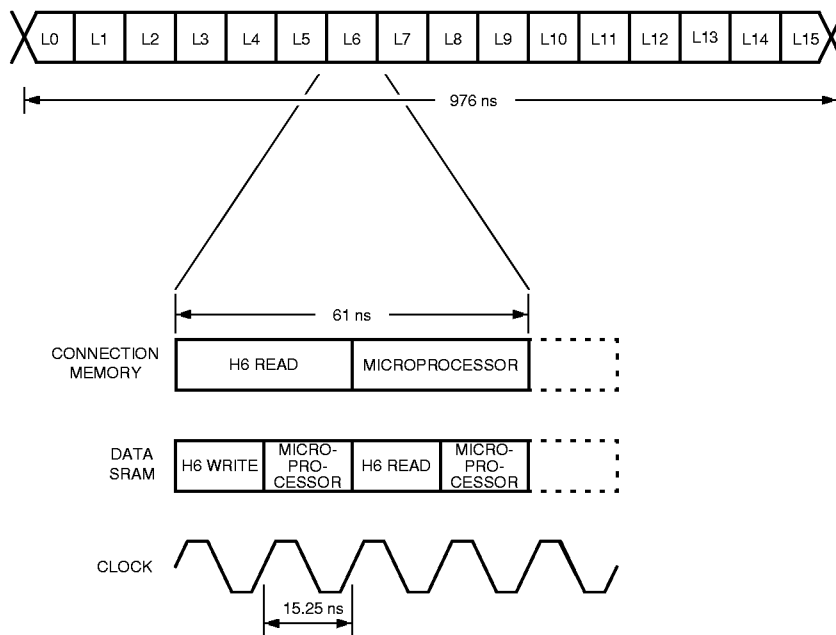 L0 L1 L2 L3 L4 L5 L6 L7 L8 L9 L10 L11 L12 L13 L14 L15
976 ns
61 ns
CONNECTION
MEMORY
H6 READ
MICROPROCESSOR
DATA
SRAM
H6 WRITE
MICRO-
PRO-
CESSOR
H6 READ
MICRO-
PRO-
CESSOR
CLOCK
15.25 ns